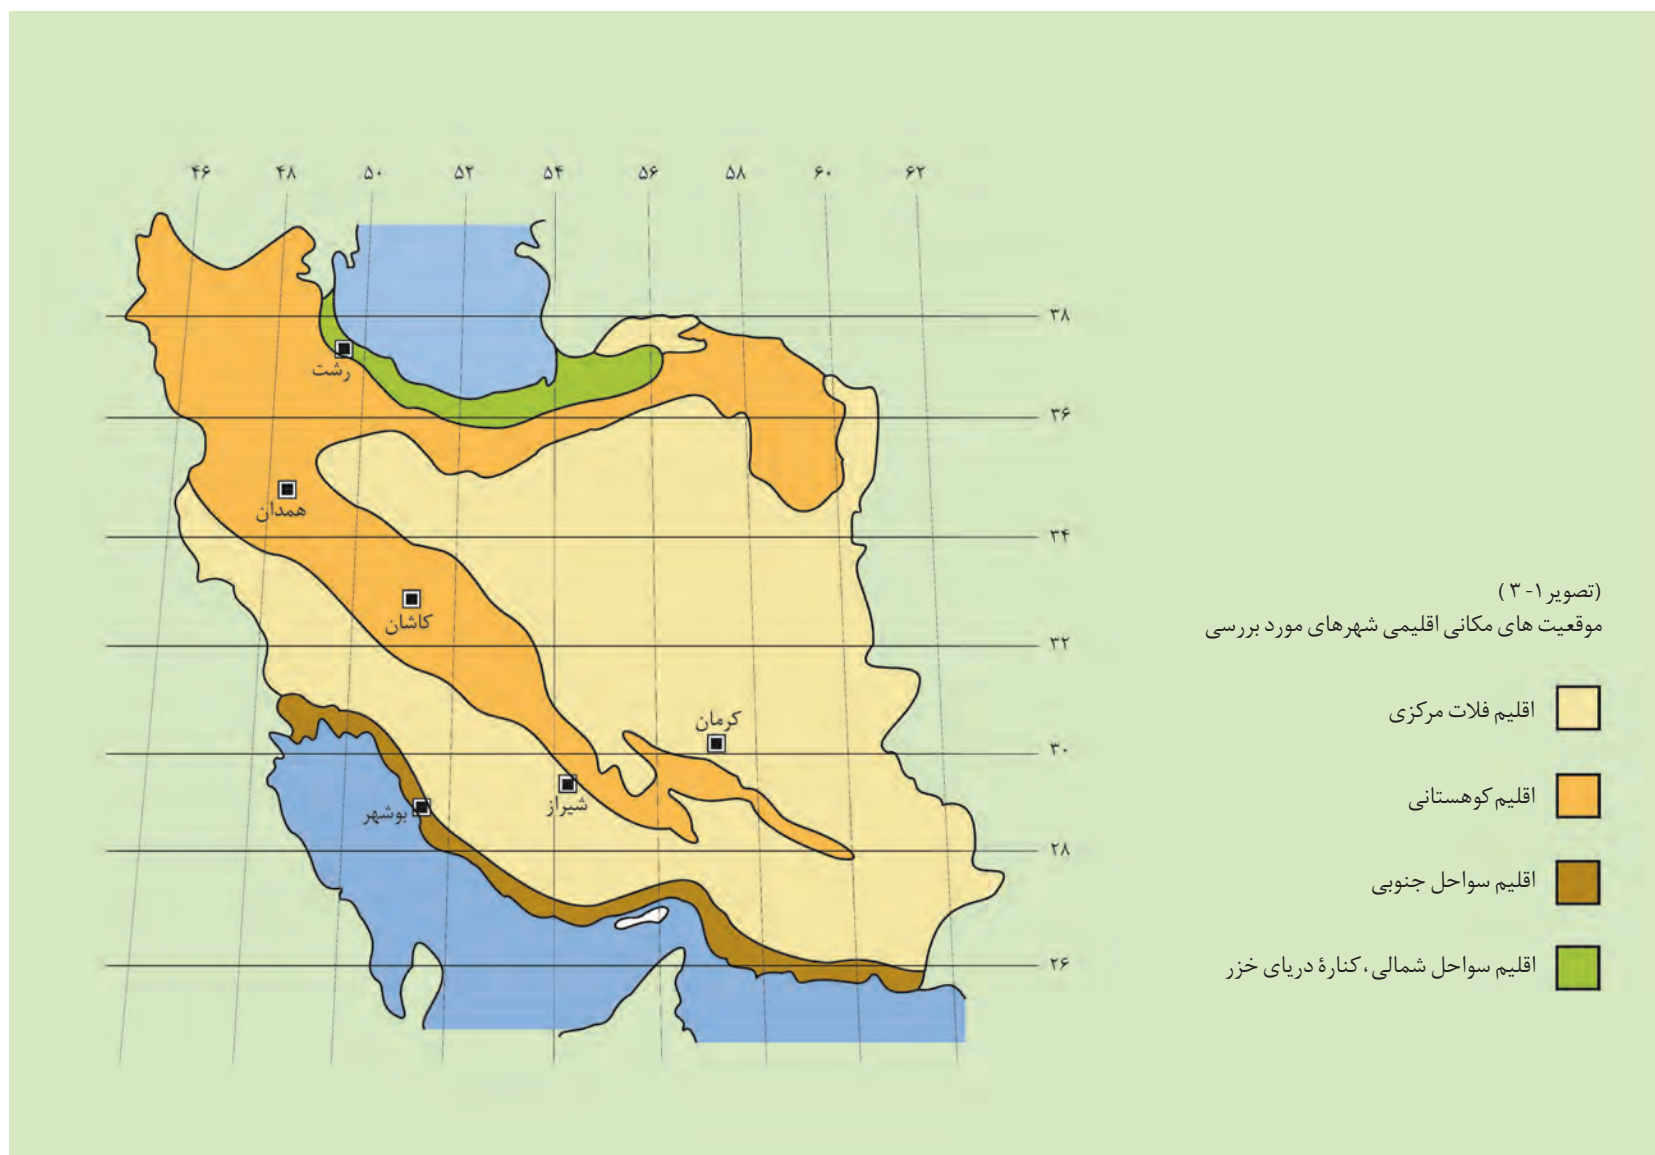 ۴۶ ۴۸ ۵۰ ۵۲ ۵۴ ۵۶ ۵۸ ۶۰ ۶۲
۳۸
رشت
۳۶
همدان
۳۴
کاشان
۳۲
کرمان
۳۰
شیراز
بوشهر
۲۸
۲۶
(تصویر ۱- ۳ )
موقعیت های مکانی اقلیمی شهرهای مورد بررسی
اقلیم فلات مرکزی
اقلیم کوهستانی
اقلیم سواحل جنوبی
اقلیم سواحل شمالی، کنارهٔ دریای خزر